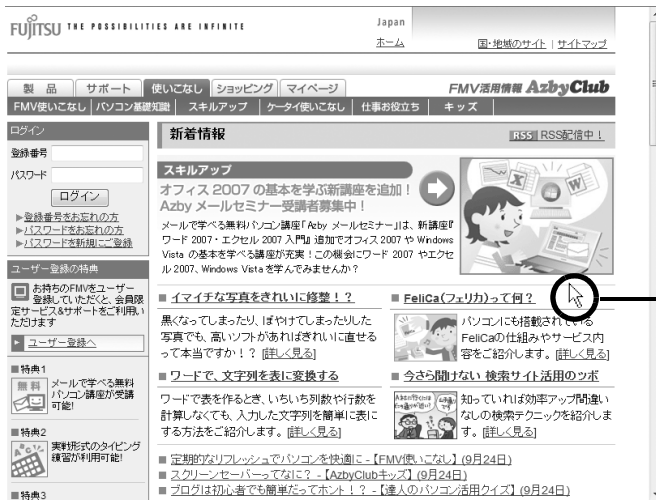 FUJITSU THE POSSIBILITIES ARE INFINITE
Japan
ホーム
国・地域のサイト | サイトマップ
製 品
サポート
使いこなし
ショッピング
マイページ
FMV活用情報 AzbyClub
FMV使いこなし | パソコン基礎知識 | スキルアップ | ケータイ使いこなし | 仕事お役立ち | キッズ
ログイン
登録番号
パスワード
ログイン
▶登録番号をお忘れの方
▶パスワードをお忘れの方
▶パスワードを新規にご登録
ユーザー登録の特典
お持ちのFMVをユーザー
登録していただくと、会員限
定サービス&サポートをご利用い
ただけます
ユーザー登録へ
■特典1
無料
メールで学べる無料
パソコン講座が受講
可能!
■特典2
実戦形式のタイピング
練習が利用可能!
■特典3
新着情報
RSS RSS配信中!
スキルアップ
オフィス 2007 の基本を学ぶ新講座を追加!
Azby メールセミナー受講者募集中!
メールで学べる無料パソコン講座「Azby メールセミナー」は、新講座『
ワード 2007・エクセル 2007 入門』追加でオフィス 2007 や Windows
Vista の基本を学べる講座が充実!この機会にワード 2007 やエクセ
ル 2007、Windows Vista を学んでみませんか?
■ イマイチな写真をきれいに修整!?
黒くなってしまったり、ぼやけてしまったりした
写真でも、高いソフトがあればきれいに直せる
って本当ですか!? [詳しく見る]
■ FeliCa(フェリカ)って何?
パソコンにも搭載されている
FeliCaの仕組みやサービス内
容をご紹介します。[詳しく見る]
■ ワードで、文字列を表に変換する
ワードで表を作るとき、いちいち列数や行数を
計算しなくても、入力した文字列を簡単に表に
する方法をご紹介します。[詳しく見る]
■ 今さら聞けない 検索サイト活用のツボ
知っていれば効率アップ間違い
なしの検索テクニックを紹介しま
す。[詳しく見る]
■ 定期的なリフレッシュでパソコンを快適に -【FMV使いこなし】(9月24日)
■ スクリーンセーバーってなに? -【AzbyClubキッズ】(9月24日)
■ ブログは初心者でも簡単だってホント!? -【達人のパソコン活用クイズ】(9月24日)